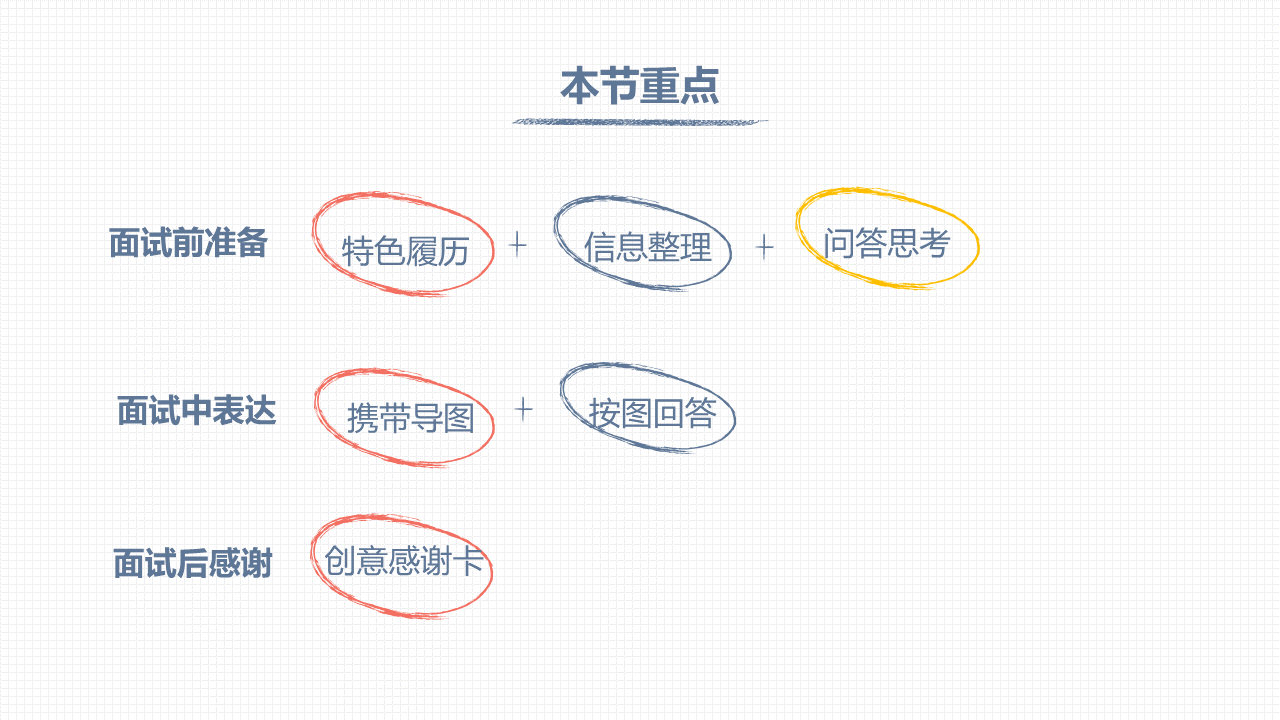 本节重点
面试前准备 特色履历 + 信息整理 + 问答思考
面试中表达 携带导图 + 按图回答
面试后感谢 创意感谢卡